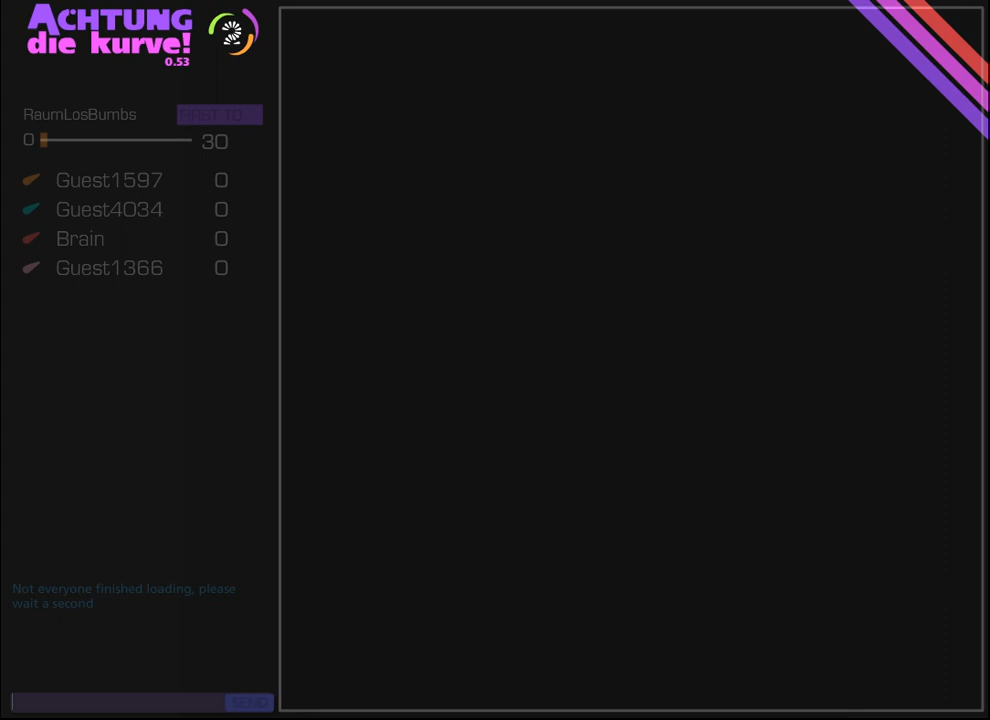 ACHTUNG
die kurve!
0.53
RaumLosBumbs FIRST TO
0 30
Guest1597 0
Guest4034 0
Brain 0
Guest1366 0
Not everyone finished loading, please
wait a second
SEND